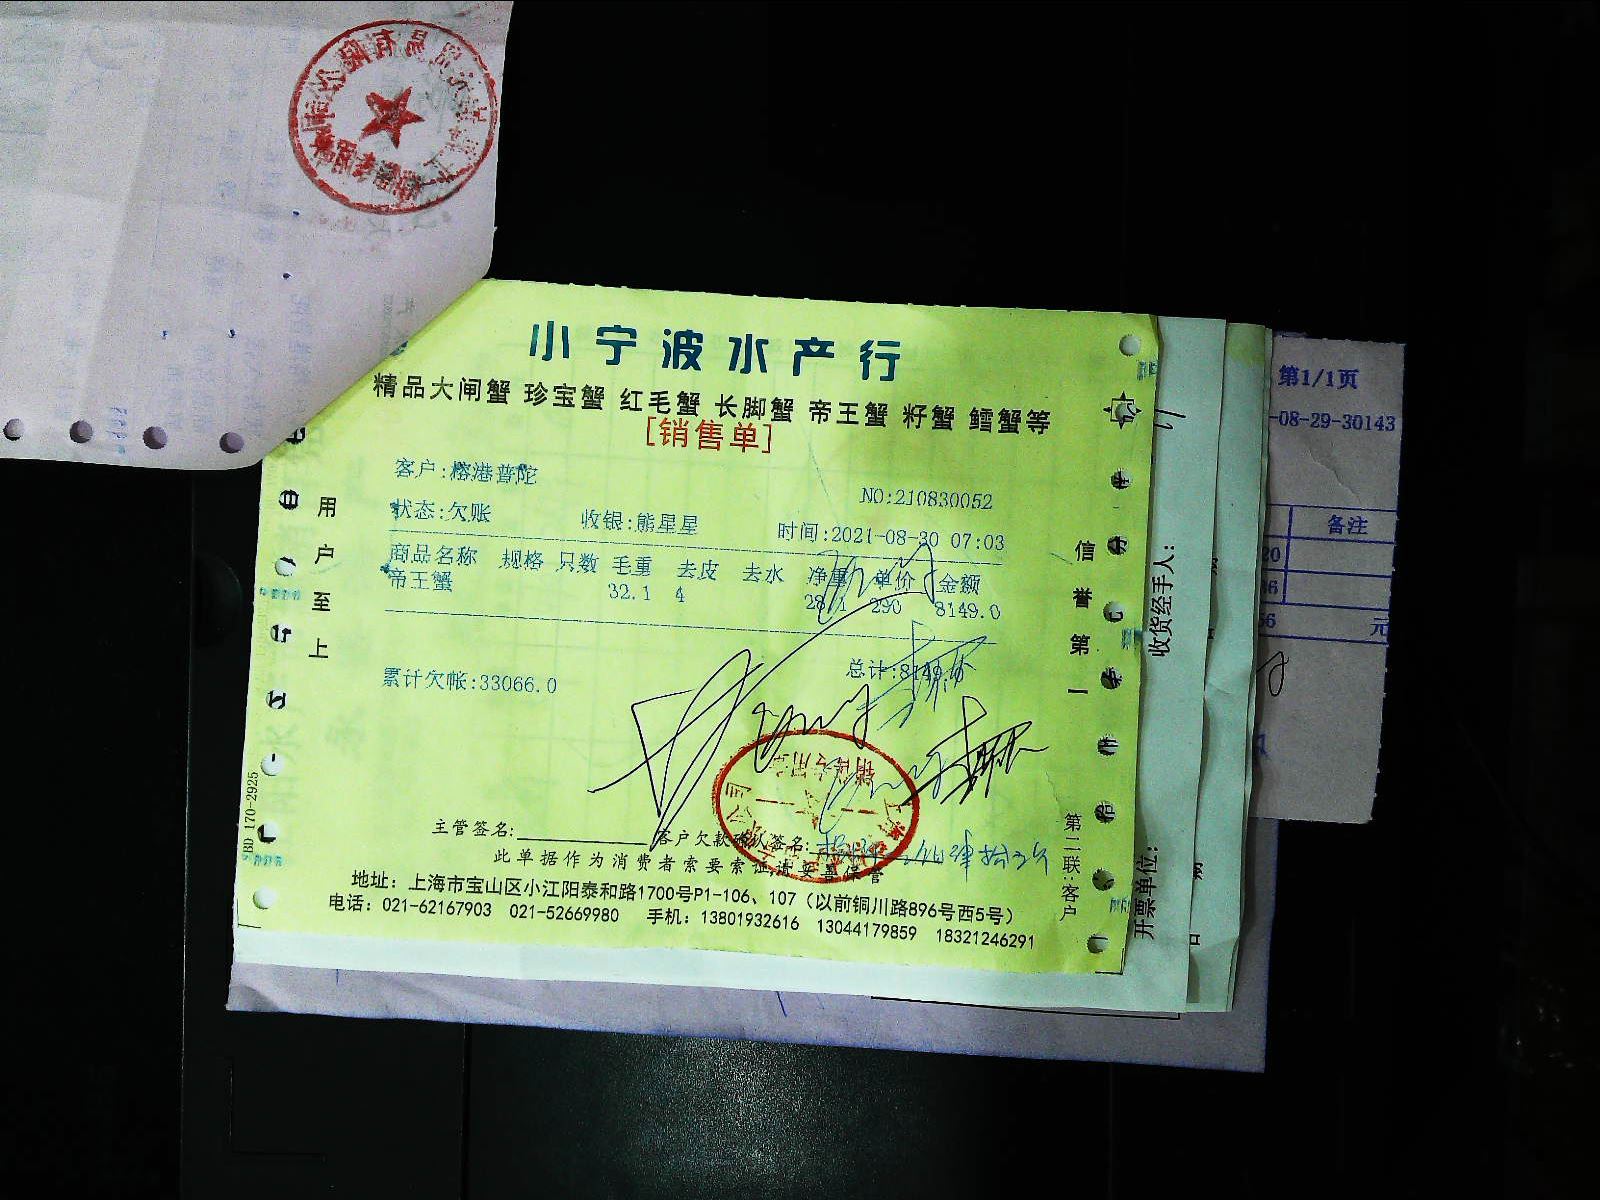 小宁波水产行
精品大闸蟹 珍宝蟹 红毛蟹 长脚蟹 帝王蟹 籽蟹 鳕蟹等
[销售单]
客户:榕港普陀
NO:210830052
状态:欠账 收银:熊星星 时间:2021-08-30 07:03
商品名称 规格 只数 毛重 去皮 去水 净重 单价 金额
帝王蟹 32.1 4 28.1 290 8149.0
累计欠帐:33066.0 总计:8149.0
主管签名: 客户欠款确认签名:
此单据作为消费者索要索证,请妥善保管
地址：上海市宝山区小江阳泰和路1700号P1-106、107（以前铜川路896号西5号）
电话：021-62167903 021-52669980 手机：13801932616 13044179859 18321246291
用户至上
信誉第一
第二联:客户
BD 170-2925
收货经手人：
开票单位：
第1/1页
-08-29-30143
备注
元